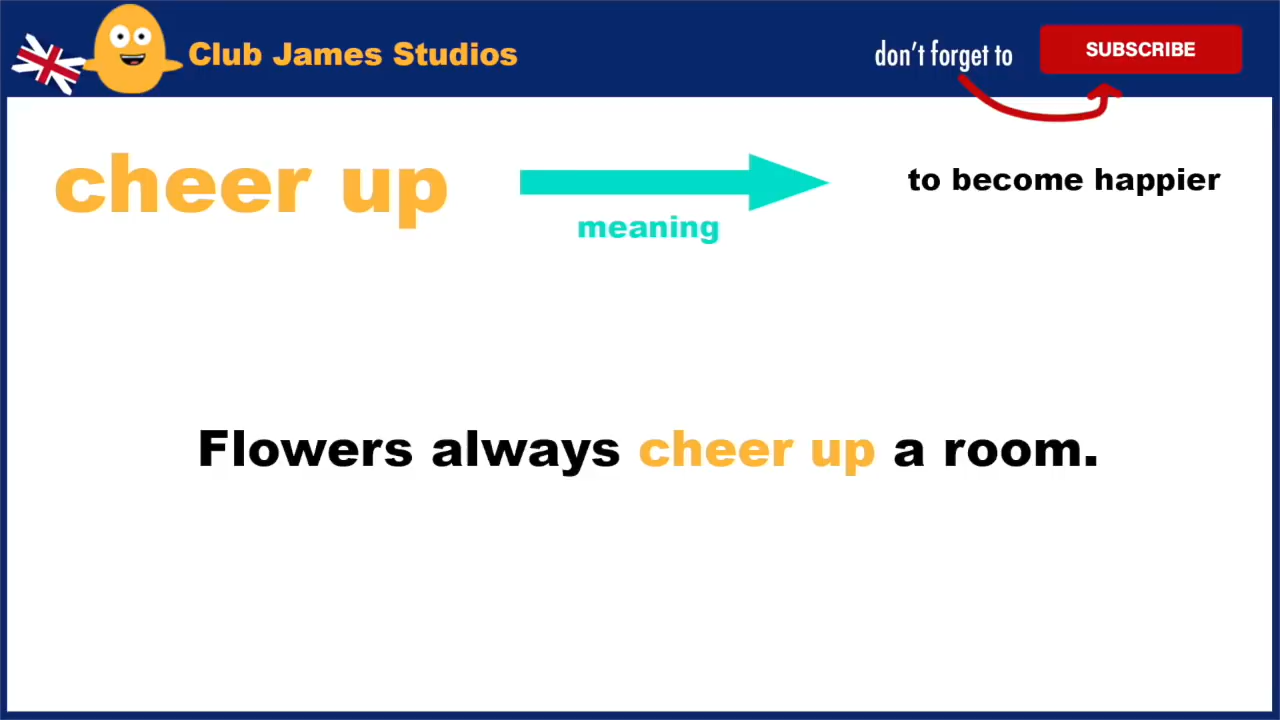 Club James Studios
don't forget to
SUBSCRIBE
cheer up
meaning
to become happier
Flowers always cheer up a room.